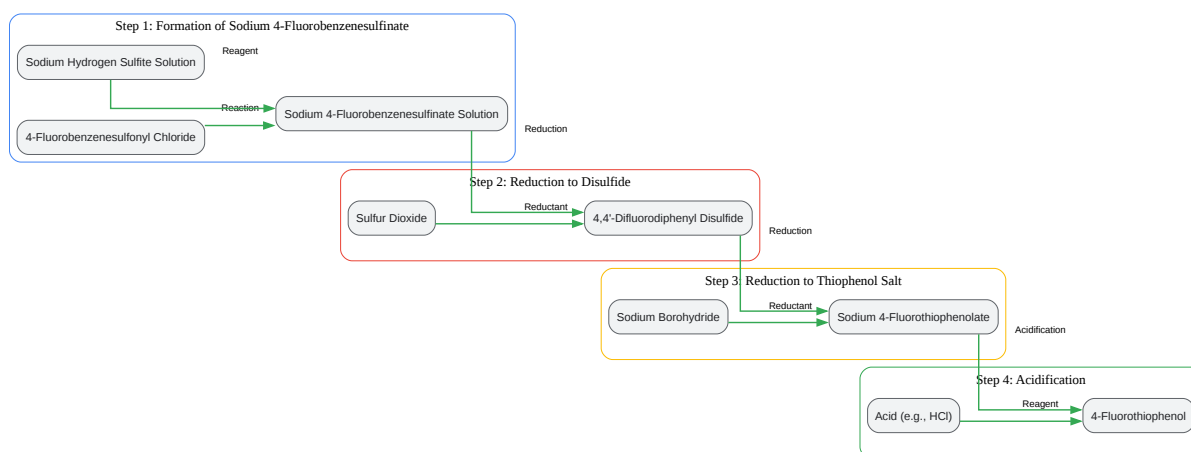 Step 1: Formation of Sodium 4-Fluorobenzenesulfinate
Sodium Hydrogen Sulfite Solution
Reagent
Reaction
Sodium 4-Fluorobenzenesulfinate Solution
4-Fluorobenzenesulfonyl Chloride
Reduction
Step 2: Reduction to Disulfide
Sulfur Dioxide
Reductant
4,4'-Difluorodiphenyl Disulfide
Reduction
Step 3: Reduction to Thiophenol Salt
Sodium Borohydride
Reductant
Sodium 4-Fluorothiophenolate
Acidification
Step 4: Acidification
Acid (e.g., HCl)
Reagent
4-Fluorothiophenol